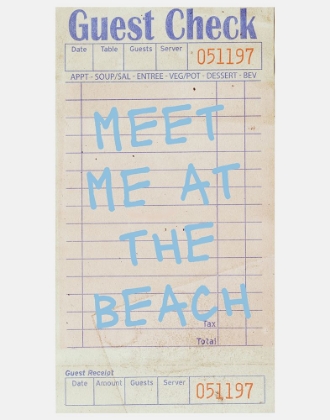 Guest Check
Date Table Guests Server 051197
APPT - SOUP/SAL - ENTREE - VEG/POT - DESSERT - BEV
MEET
ME AT
THE
BEACH
Tax
Total
Guest Receipt
Date Amount Guests Server 051197